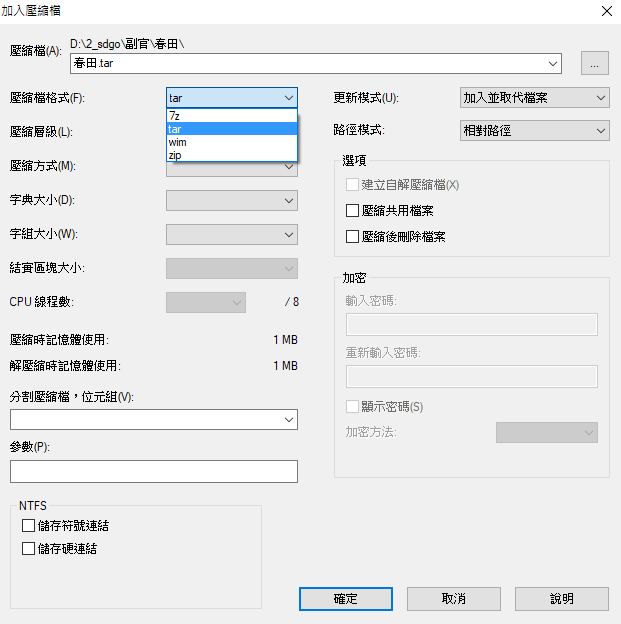 加入壓縮檔
壓縮檔(A):
D:\2_sdgo\副官\春田\
春田.tar
...
壓縮檔格式(F):
tar
7z
tar
wim
zip
壓縮層級(L):
壓縮方式(M):
字典大小(D):
字組大小(W):
結實區塊大小:
CPU 線程數:
/ 8
壓縮時記憶體使用:
1 MB
解壓縮時記憶體使用:
1 MB
分割壓縮檔，位元組(V):
參數(P):
NTFS
儲存符號連結
儲存硬連結
更新模式(U):
加入並取代檔案
路徑模式:
相對路徑
選項
建立自解壓縮檔(X)
壓縮共用檔案
壓縮後刪除檔案
加密
輸入密碼:
重新輸入密碼:
顯示密碼(S)
加密方法:
確定
取消
說明